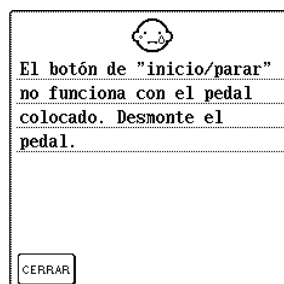 El botón de "inicio/parar"
no funciona con el pedal
colocado. Desmonte el
pedal.
CERRAR